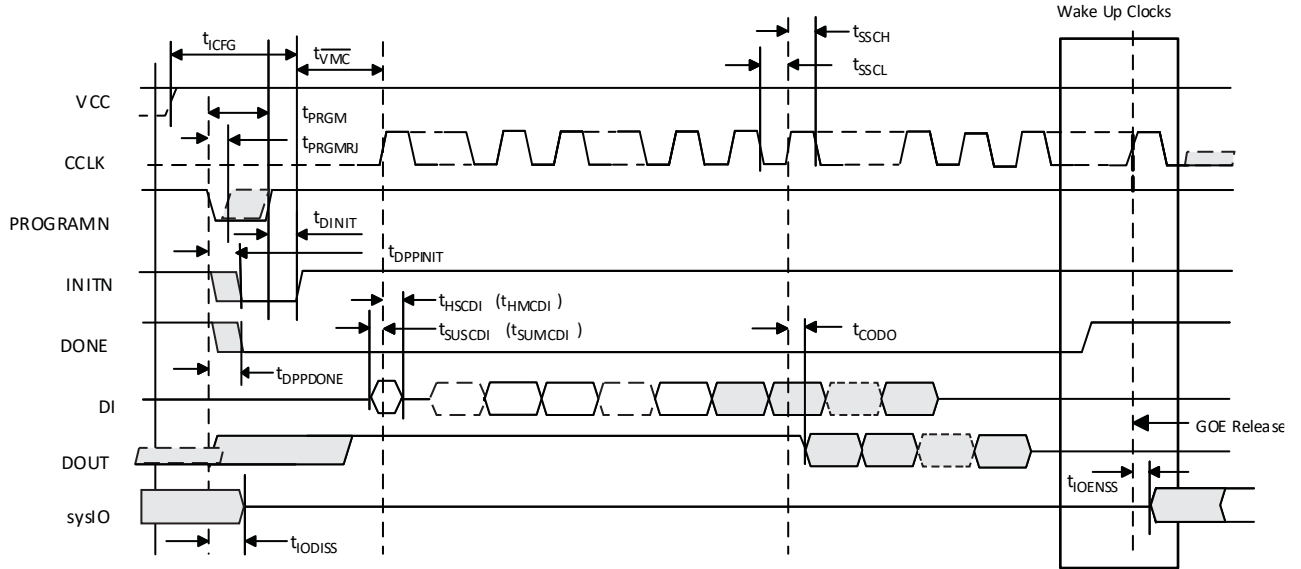 Wake Up Clocks
tICFG
tVMC
tSSCH
tSSCL
VCC
tPRGM
tPRGMRJ
CCLK
PROGRAMN
tDINIT
tDPPINIT
INITN
tHSCDI (tHMCDI )
tSUSCDI (tSUMCDI )
tCODO
DONE
tDPPDONE
DI
GOE Release
DOUT
tIOENSS
sysIO
tIODISS